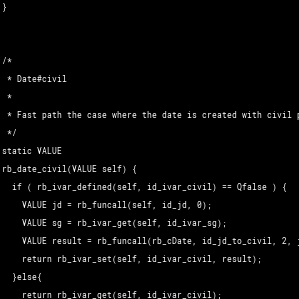 }
/*
 * Date#civil
 *
 * Fast path the case where the date is created with civil
 */
static VALUE
rb_date_civil(VALUE self) {
  if ( rb_ivar_defined(self, id_ivar_civil) == Qfalse ) {
    VALUE jd = rb_funcall(self, id_jd, 0);
    VALUE sg = rb_ivar_get(self, id_ivar_sg);
    VALUE result = rb_funcall(rb_cDate, id_jd_to_civil, 2,
    return rb_ivar_set(self, id_ivar_civil, result);
  }else{
    return rb_ivar_get(self, id_ivar_civil);